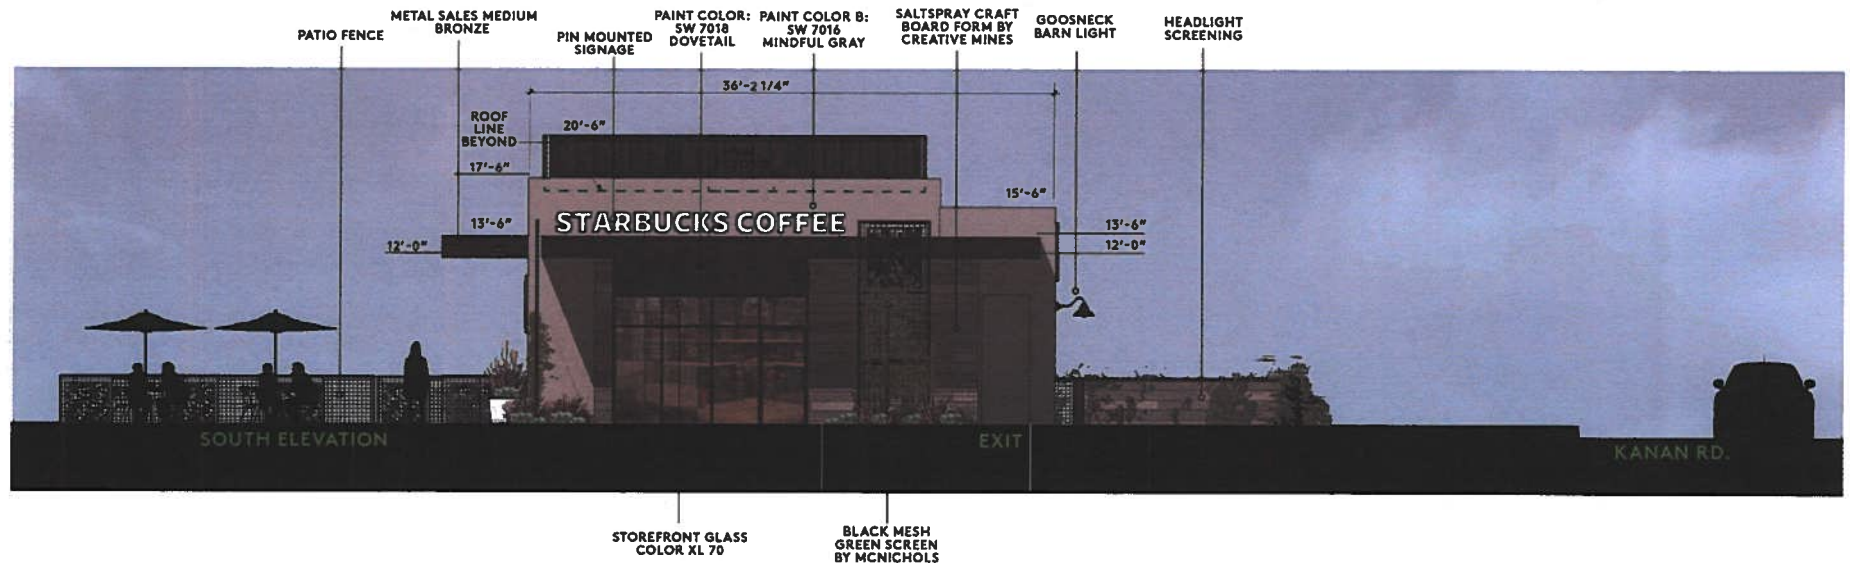 PATIO FENCE
METAL SALES MEDIUM
BRONZE
PIN MOUNTED
SIGNAGE
PAINT COLOR:
SW 7018
DOVETAIL
PAINT COLOR B:
SW 7016
MINDFUL GRAY
SALTSPRAY CRAFT
BOARD FORM BY
CREATIVE MINES
GOOSNECK
BARN LIGHT
HEADLIGHT
SCREENING
36'-2 1/4"
ROOF
LINE
BEYOND
20'-6"
17'-6"
15'-6"
13'-6"
12'-0"
STARBUCKS COFFEE
13'-6"
12'-0"
SOUTH ELEVATION
EXIT
KANAN RD.
STOREFRONT GLASS
COLOR XL 70
BLACK MESH
GREEN SCREEN
BY MCNICHOLS